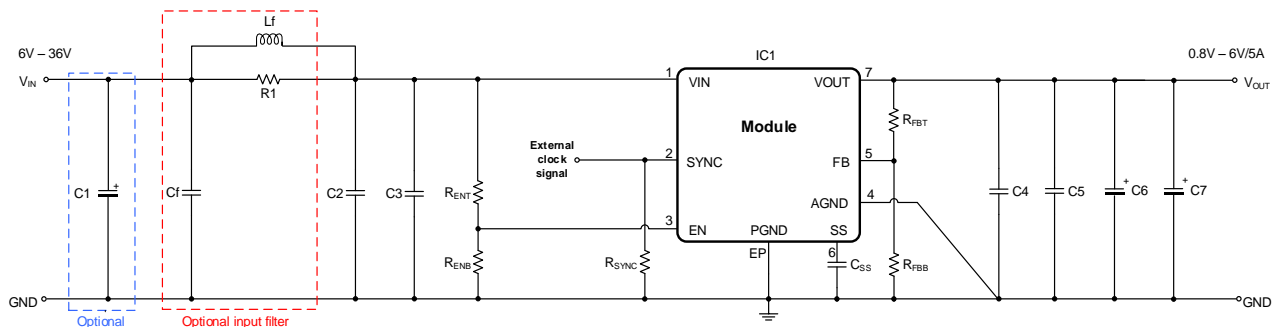 Lf
6V – 36V
IC1
0.8V – 6V/5A
VIN
R1
1
VIN
VOUT
7
VOUT
Module
RFBT
External
clock
signal
2
SYNC
FB
5
C1
+
Cf
C2
C3
RENT
AGND
4
C4
C5
+
C6
+
C7
3
EN
PGND
SS
EP
6
RENB
RSYNC
CSS
RFBB
GND
GND
Optional
Optional input filter